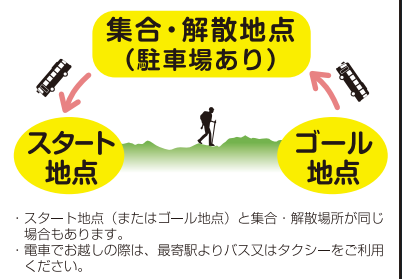 集合・解散地点
（駐車場あり）
スタート
地点
ゴール
地点
・スタート地点（またはゴール地点）と集合・解散場所が同じ
場合もあります。
・電車でお越しの際は、最寄駅よりバス又はタクシーをご利用
ください。